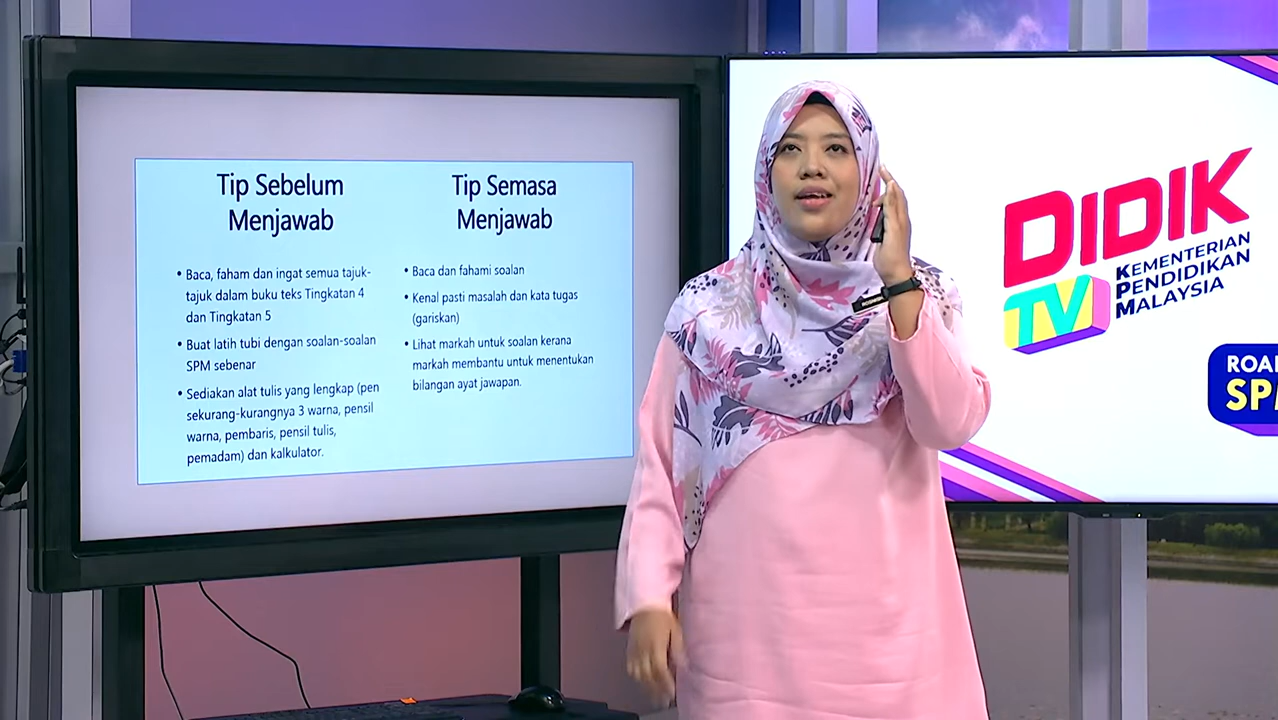 Tip Sebelum
Menjawab
• Baca, faham dan ingat semua tajuk-
tajuk dalam buku teks Tingkatan 4
dan Tingkatan 5
• Buat latih tubi dengan soalan-soalan
SPM sebenar
• Sediakan alat tulis yang lengkap (pen
sekurang-kurangnya 3 warna, pensil
warna, pembaris, pensil tulis,
pemadam) dan kalkulator.
Tip Semasa
Menjawab
• Baca dan fahami soalan
• Kenal pasti masalah dan kata tugas
(gariskan)
• Lihat markah untuk soalan kerana
markah membantu untuk menentukan
bilangan ayat jawapan.
DIDIK
TV
KEMENTERIAN
PENDIDIKAN
MALAYSIA